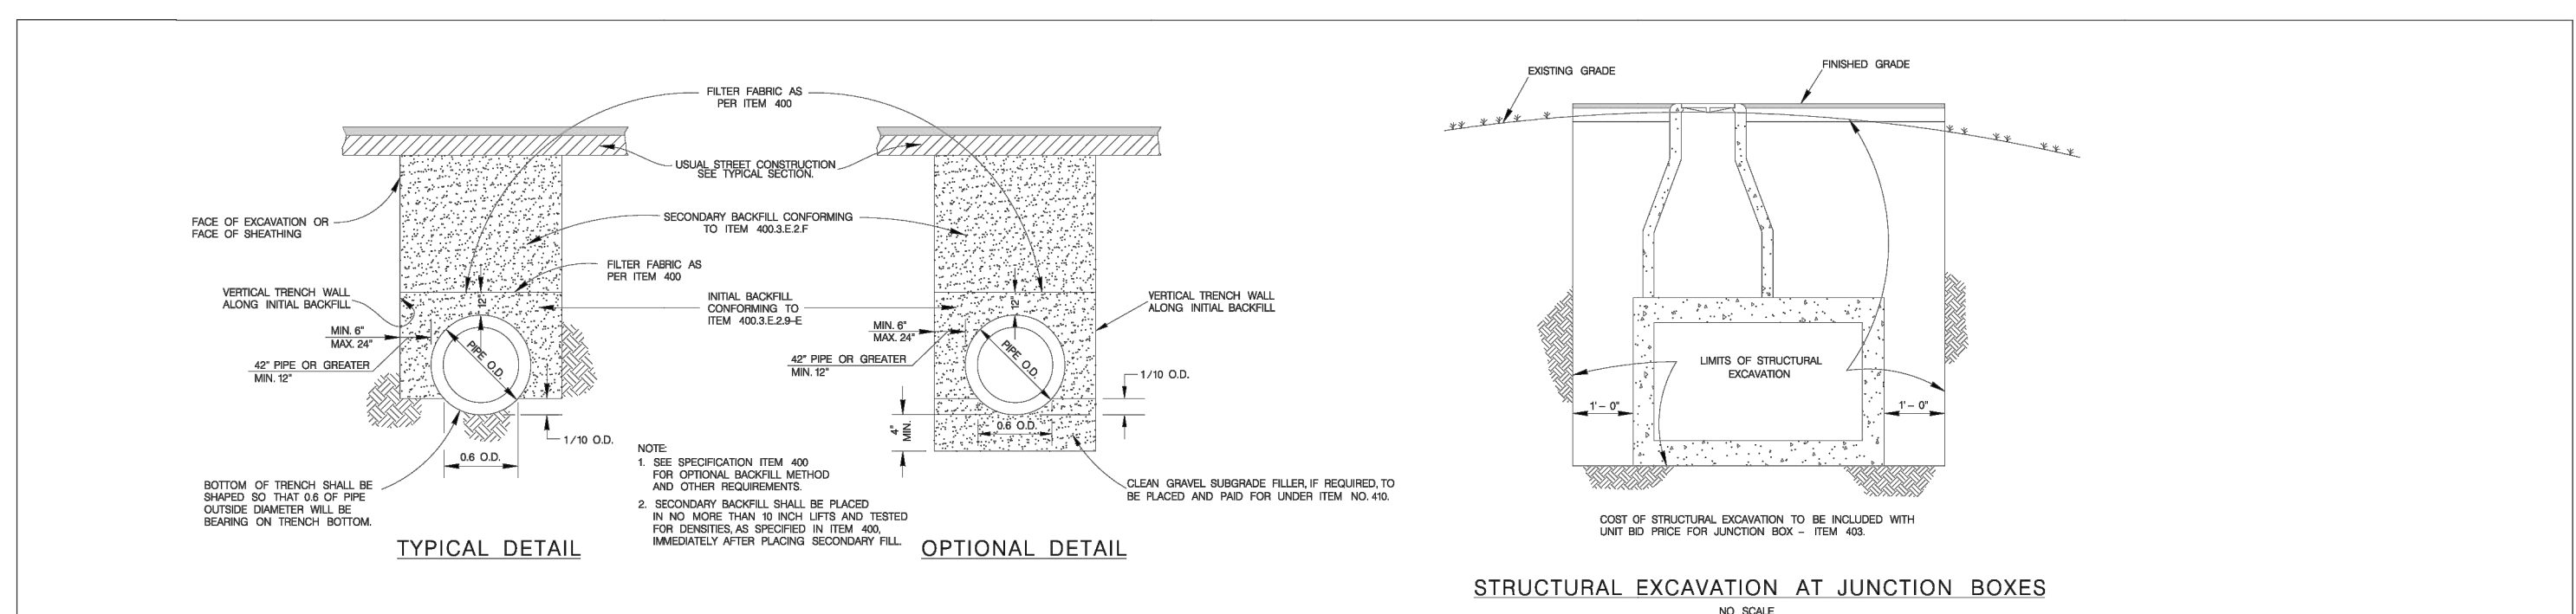 FILTER FABRIC AS
PER ITEM 400
USUAL STREET CONSTRUCTION
SEE TYPICAL SECTION.
FACE OF EXCAVATION OR
FACE OF SHEATHING
SECONDARY BACKFILL CONFORMING
TO ITEM 400.3.E.2.F
FILTER FABRIC AS
PER ITEM 400
VERTICAL TRENCH WALL
ALONG INITIAL BACKFILL
INITIAL BACKFILL
CONFORMING TO
ITEM 400.3.E.2.9-E
MIN. 6"
MAX. 24"
42" PIPE OR GREATER
MIN. 12"
12"
PIPE O.D.
1/10 O.D.
0.6 O.D.
BOTTOM OF TRENCH SHALL BE
SHAPED SO THAT 0.6 OF PIPE
OUTSIDE DIAMETER WILL BE
BEARING ON TRENCH BOTTOM.
TYPICAL DETAIL
NOTE:
1. SEE SPECIFICATION ITEM 400
FOR OPTIONAL BACKFILL METHOD
AND OTHER REQUIREMENTS.
2. SECONDARY BACKFILL SHALL BE PLACED
IN NO MORE THAN 10 INCH LIFTS AND TESTED
FOR DENSITIES, AS SPECIFIED IN ITEM 400,
IMMEDIATELY AFTER PLACING SECONDARY FILL.
MIN. 6"
MAX. 24"
42" PIPE OR GREATER
MIN. 12"
12"
PIPE O.D.
VERTICAL TRENCH WALL
ALONG INITIAL BACKFILL
1/10 O.D.
4"
MIN.
0.6 O.D.
CLEAN GRAVEL SUBGRADE FILLER, IF REQUIRED, TO
BE PLACED AND PAID FOR UNDER ITEM NO. 410.
OPTIONAL DETAIL
EXISTING GRADE
FINISHED GRADE
LIMITS OF STRUCTURAL
EXCAVATION
1'- 0"
1'- 0"
COST OF STRUCTURAL EXCAVATION TO BE INCLUDED WITH
UNIT BID PRICE FOR JUNCTION BOX - ITEM 403.
STRUCTURAL EXCAVATION AT JUNCTION BOXES
NO SCALE